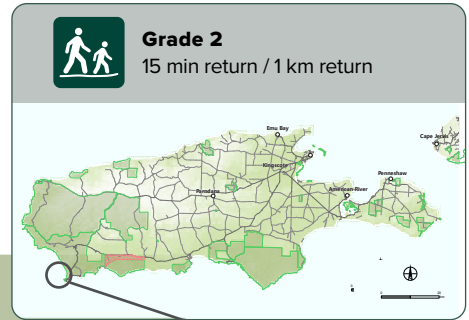 Grade 2
15 min return / 1 km return
Emu Bay
Cape Jervis
Kingscote
Penneshaw
Parndana
American River